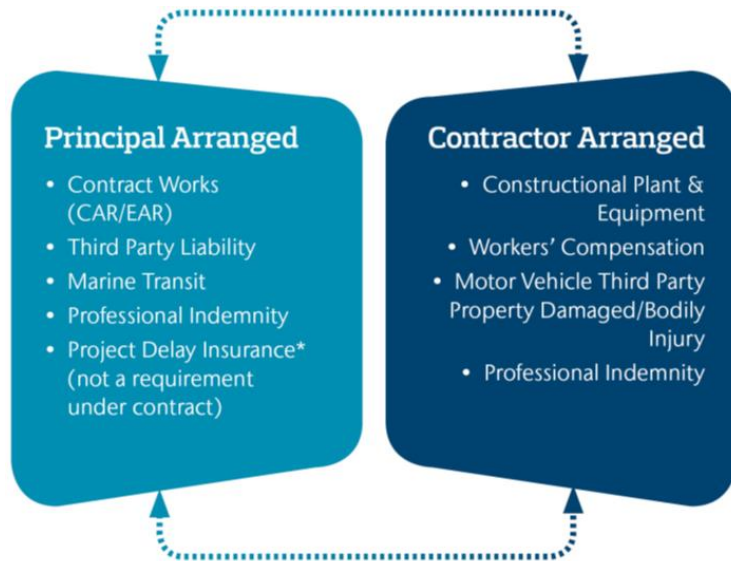 Principal Arranged
• Contract Works
(CAR/EAR)
• Third Party Liability
• Marine Transit
• Professional Indemnity
• Project Delay Insurance*
(not a requirement
under contract)
Contractor Arranged
• Constructional Plant &
Equipment
• Workers' Compensation
• Motor Vehicle Third Party
Property Damaged/Bodily
Injury
• Professional Indemnity